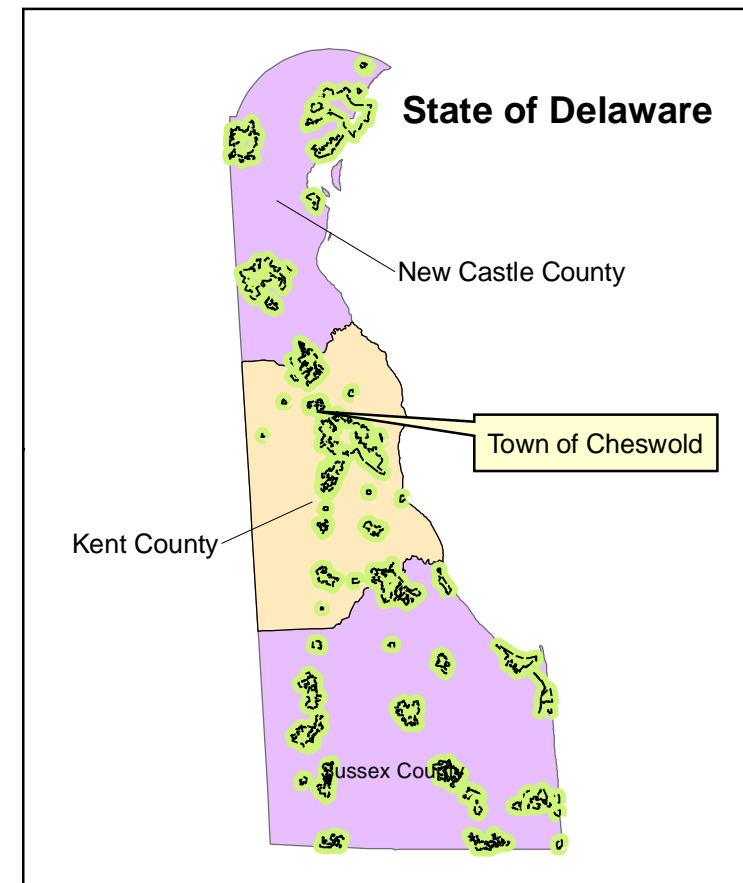 State of Delaware
New Castle County
Town of Cheswold
Kent County
Sussex County